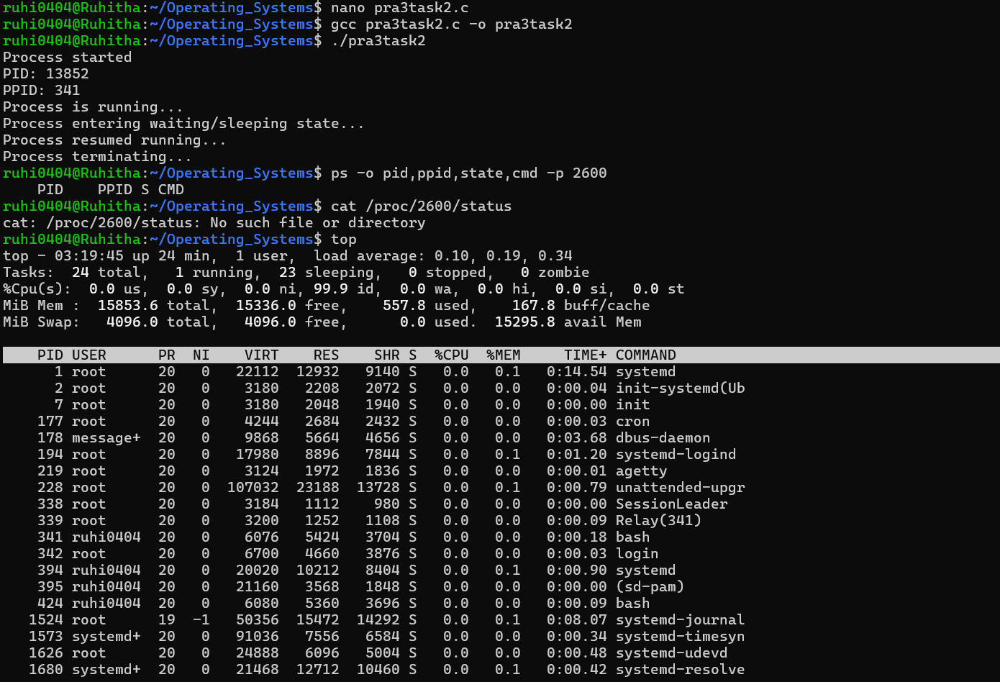 ruhi0404@Ruhitha:~/Operating_Systems$ nano pra3task2.c
ruhi0404@Ruhitha:~/Operating_Systems$ gcc pra3task2.c -o pra3task2
ruhi0404@Ruhitha:~/Operating_Systems$ ./pra3task2
Process started
PID: 13852
PPID: 341
Process is running...
Process entering waiting/sleeping state...
Process resumed running...
Process terminating...
ruhi0404@Ruhitha:~/Operating_Systems$ ps -o pid,ppid,state,cmd -p 2600
    PID    PPID S CMD
ruhi0404@Ruhitha:~/Operating_Systems$ cat /proc/2600/status
cat: /proc/2600/status: No such file or directory
ruhi0404@Ruhitha:~/Operating_Systems$ top
top - 03:19:45 up 24 min,  1 user,  load average: 0.10, 0.19, 0.34
Tasks:  24 total,   1 running,  23 sleeping,   0 stopped,   0 zombie
%Cpu(s):  0.0 us,  0.0 sy,  0.0 ni, 99.9 id,  0.0 wa,  0.0 hi,  0.0 si,  0.0 st
MiB Mem :  15853.6 total,  15336.0 free,    557.8 used,    167.8 buff/cache
MiB Swap:   4096.0 total,   4096.0 free,      0.0 used.  15295.8 avail Mem
    PID USER      PR  NI    VIRT    RES    SHR S  %CPU  %MEM     TIME+ COMMAND
      1 root      20   0   22112  12932   9140 S   0.0   0.1   0:14.54 systemd
      2 root      20   0    3180   2208   2072 S   0.0   0.0   0:00.04 init-systemd(Ub
      7 root      20   0    3180   2048   1940 S   0.0   0.0   0:00.00 init
    177 root      20   0    4244   2684   2432 S   0.0   0.0   0:00.03 cron
    178 message+  20   0    9868   5664   4656 S   0.0   0.0   0:03.68 dbus-daemon
    194 root      20   0   17980   8896   7844 S   0.0   0.1   0:01.20 systemd-logind
    219 root      20   0    3124   1972   1836 S   0.0   0.0   0:00.01 agetty
    228 root      20   0  107032  23188  13728 S   0.0   0.1   0:00.79 unattended-upgr
    338 root      20   0    3184   1112    980 S   0.0   0.0   0:00.00 SessionLeader
    339 root      20   0    3200   1252   1108 S   0.0   0.0   0:00.09 Relay(341)
    341 ruhi0404  20   0    6076   5424   3704 S   0.0   0.0   0:00.18 bash
    342 root      20   0    6700   4660   3876 S   0.0   0.0   0:00.03 login
    394 ruhi0404  20   0   20020  10212   8404 S   0.0   0.1   0:00.90 systemd
    395 ruhi0404  20   0   21160   3568   1848 S   0.0   0.0   0:00.00 (sd-pam)
    424 ruhi0404  20   0    6080   5360   3696 S   0.0   0.0   0:00.09 bash
   1524 root      19  -1   50356  15472  14292 S   0.0   0.1   0:08.07 systemd-journal
   1573 systemd+  20   0   91036   7556   6584 S   0.0   0.0   0:00.34 systemd-timesyn
   1626 root      20   0   24888   6096   5004 S   0.0   0.0   0:00.48 systemd-udevd
   1680 systemd+  20   0   21468  12712  10460 S   0.0   0.1   0:00.42 systemd-resolve